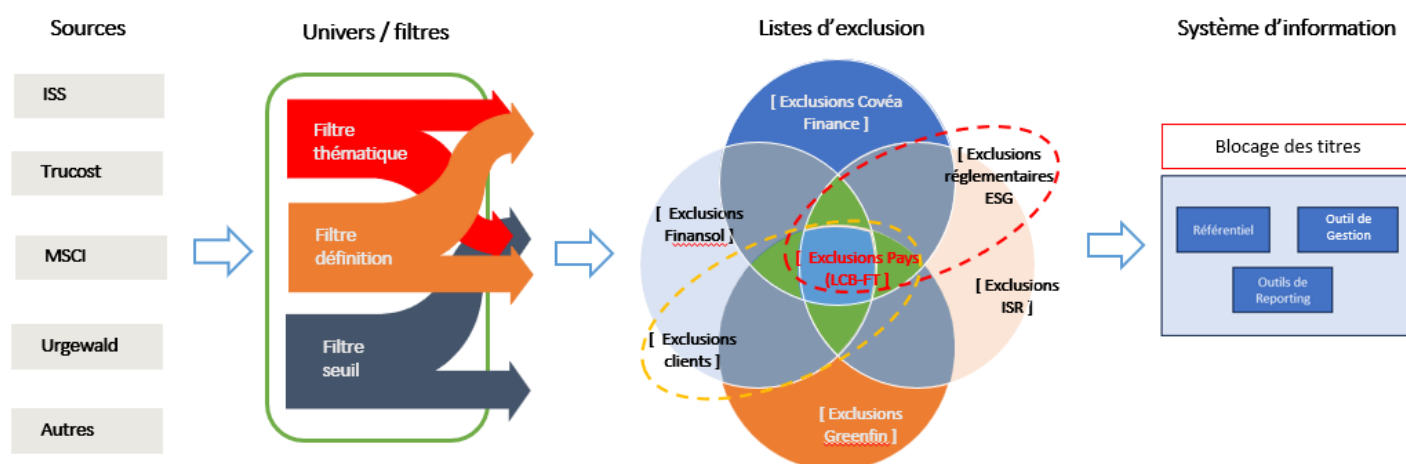 Sources
Univers / filtres
Listes d'exclusion
Système d'information
ISS
Trucost
MSCI
Urgewald
Autres
Filtre
thématique
Filtre
définition
Filtre
seuil
[ Exclusions Covéa
Finance ]
[ Exclusions
réglementaires
ESG
[ Exclusions
Finansol ]
[ Exclusions Pays
(LCB-FT ]
[ Exclusions
ISR ]
[ Exclusions
clients ]
[ Exclusions
Greenfin ]
Blocage des titres
Référentiel
Outil de
Gestion
Outils de
Reporting